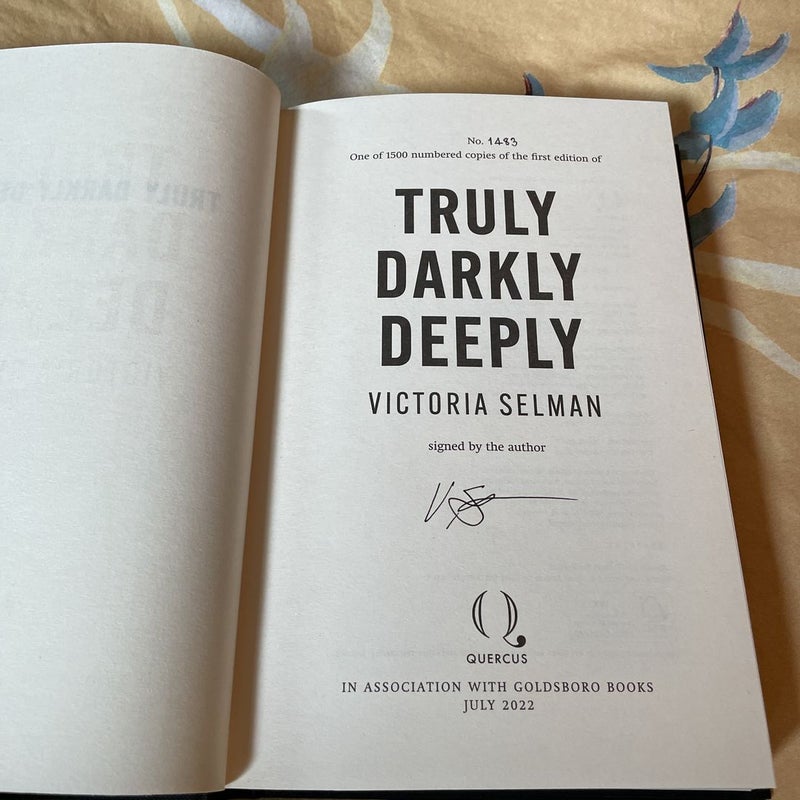 No. 1483
One of 1500 numbered copies of the first edition of
TRULY
DARKLY
DEEPLY
VICTORIA SELMAN
signed by the author
QUERCUS
IN ASSOCIATION WITH GOLDSBORO BOOKS
JULY 2022